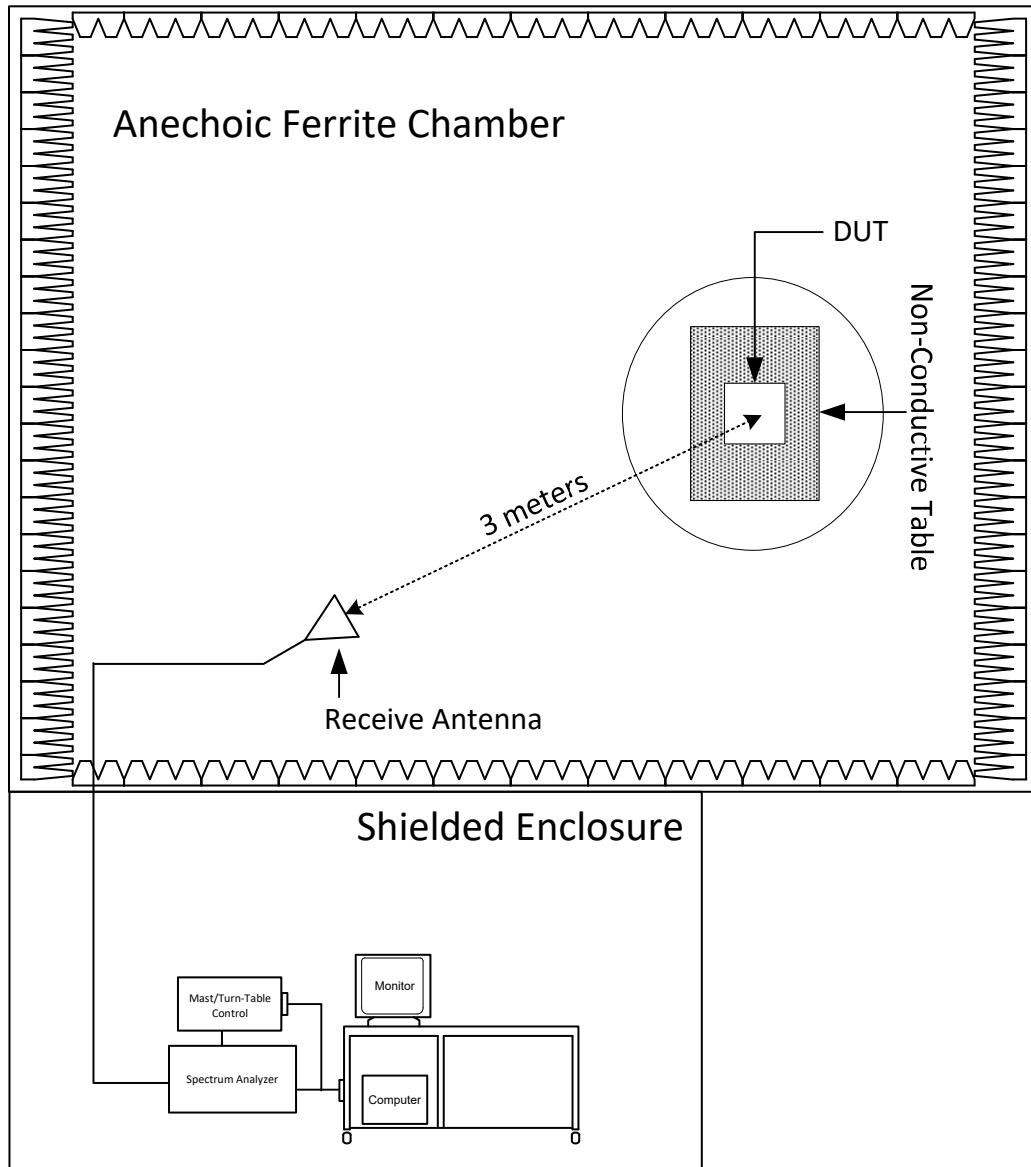 Anechoic Ferrite Chamber
DUT
Non-Conductive Table
3 meters
Receive Antenna
Shielded Enclosure
Monitor
Mast/Turn-Table
Control
Spectrum Analyzer
Computer